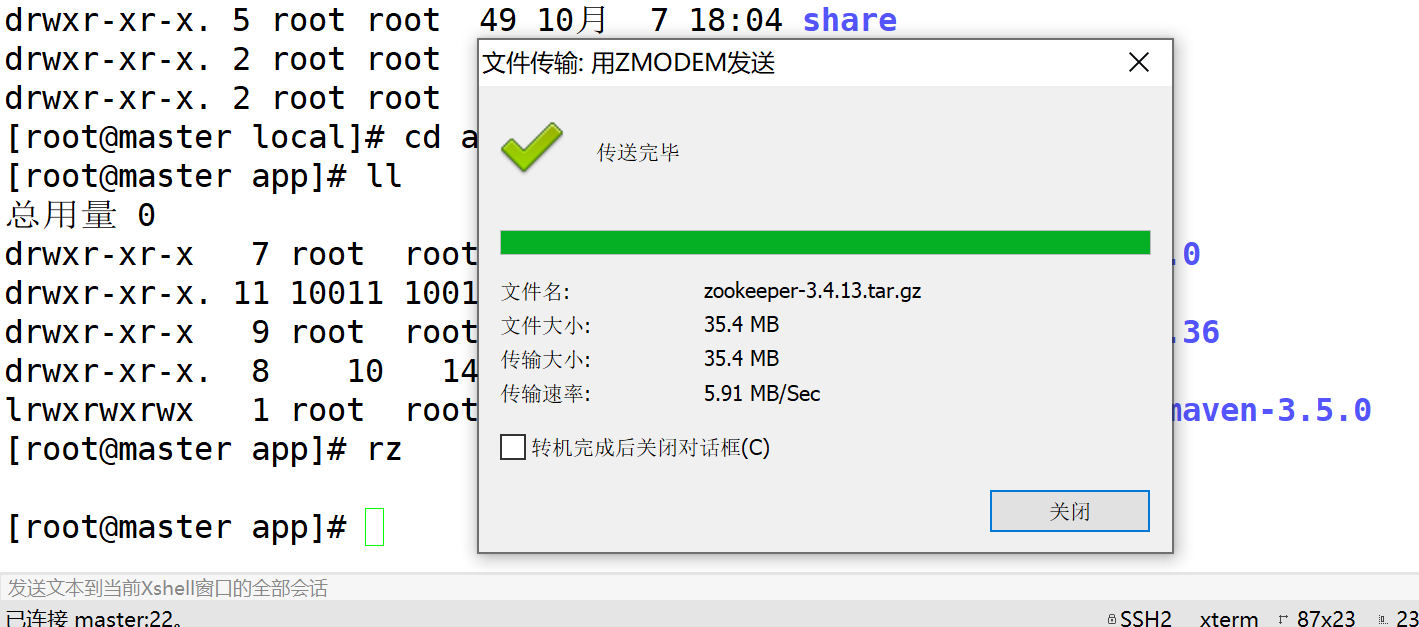 drwxr-xr-x. 5 root root  49 10月  7 18:04 share
drwxr-xr-x. 2 root root
drwxr-xr-x. 2 root root
[root@master local]# cd a
[root@master app]# ll
总用量 0
drwxr-xr-x   7 root  root .0
drwxr-xr-x. 11 10011 1001
drwxr-xr-x   9 root  root .36
drwxr-xr-x.  8    10   14
lrwxrwxrwx   1 root  root maven-3.5.0
[root@master app]# rz
[root@master app]#
文件传输: 用ZMODEM发送
传送完毕
文件名: zookeeper-3.4.13.tar.gz
文件大小: 35.4 MB
传输大小: 35.4 MB
传输速率: 5.91 MB/Sec
转机完成后关闭对话框(C)
关闭
发送文本到当前Xshell窗口的全部会话
已连接 master:22。 SSH2 xterm 87x23 23